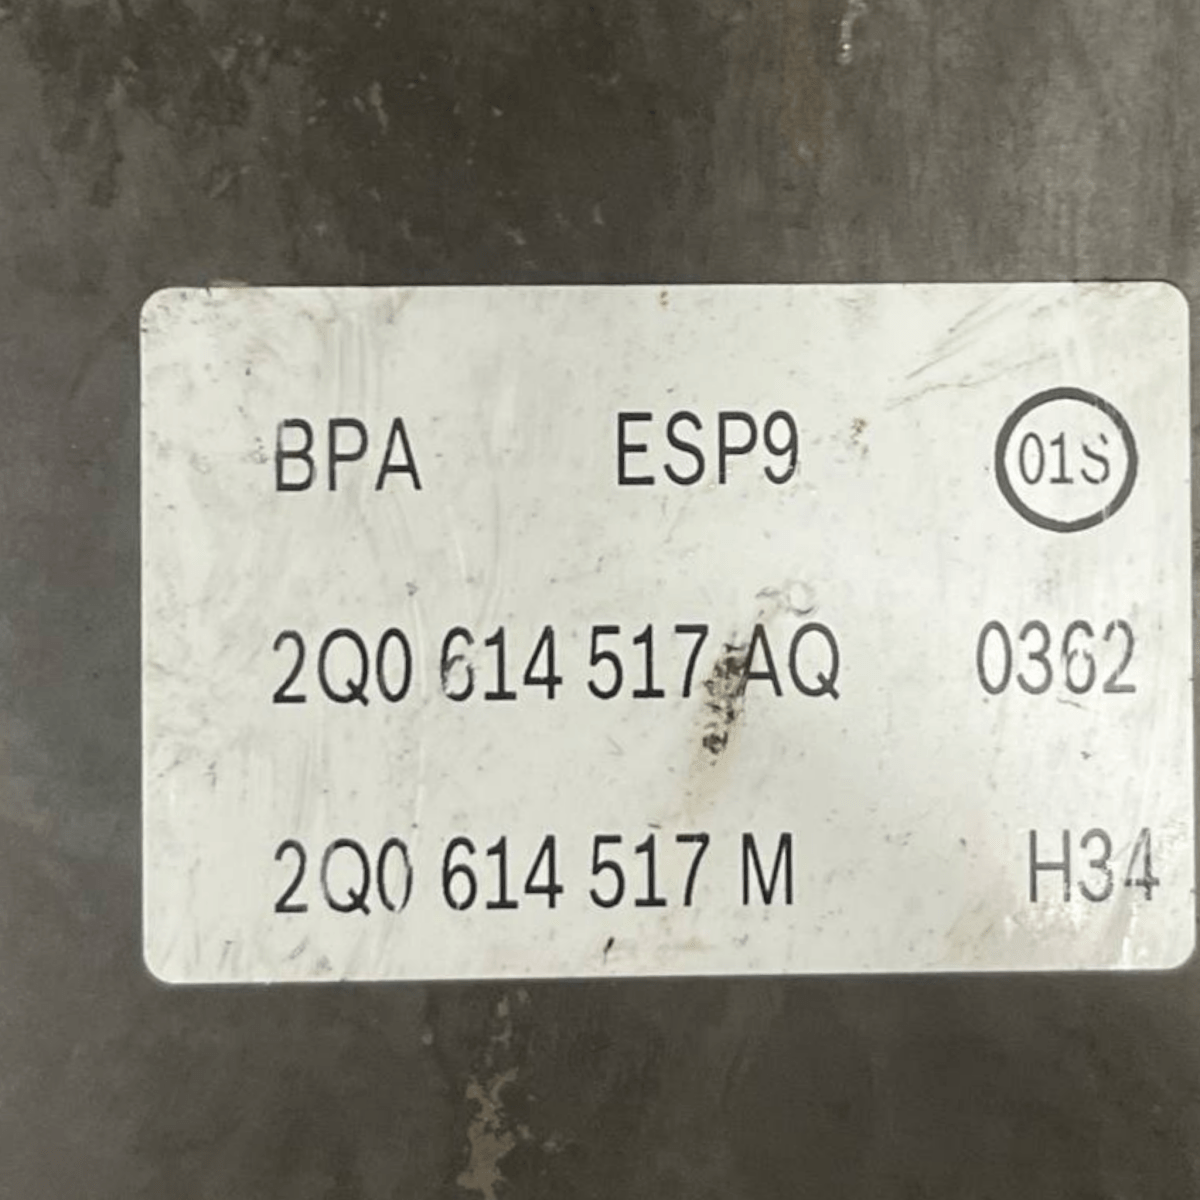 BPA ESP9 01S
2Q0 614 517 AQ 0362
2Q0 614 517 M H34